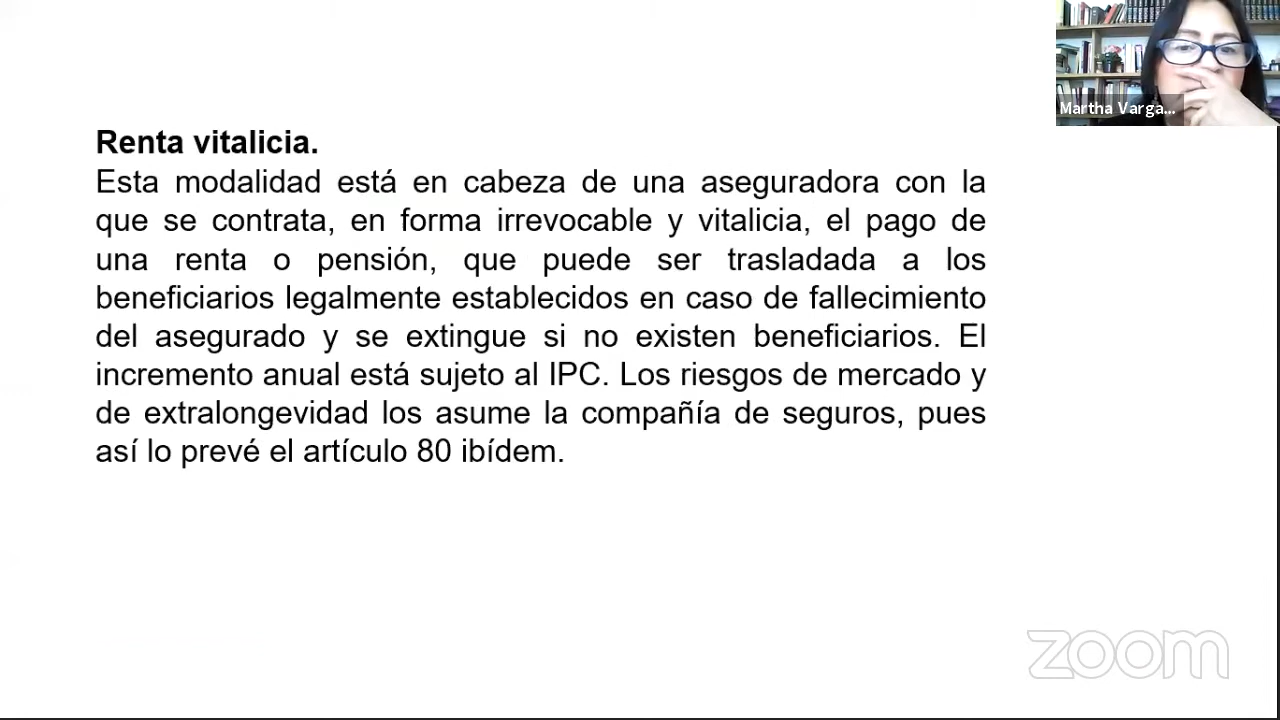 Martha Varga...
Renta vitalicia.
Esta modalidad está en cabeza de una aseguradora con la
que se contrata, en forma irrevocable y vitalicia, el pago de
una renta o pensión, que puede ser trasladada a los
beneficiarios legalmente establecidos en caso de fallecimiento
del asegurado y se extingue si no existen beneficiarios. El
incremento anual está sujeto al IPC. Los riesgos de mercado y
de extralongevidad los asume la compañía de seguros, pues
así lo prevé el artículo 80 ibídem.
zoom